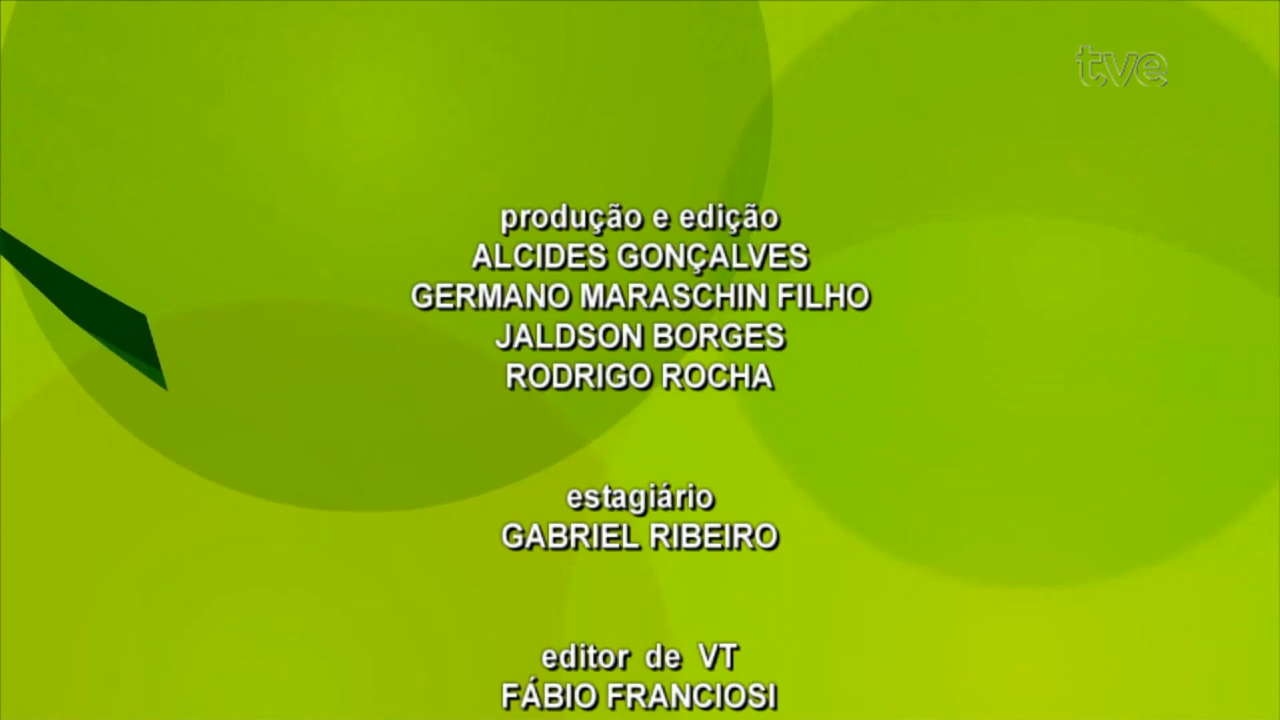 tve
produção e edição
ALCIDES GONÇALVES
GERMANO MARASCHIN FILHO
JALDSON BORGES
RODRIGO ROCHA
estagiário
GABRIEL RIBEIRO
editor de VT
FÁBIO FRANCIOSI